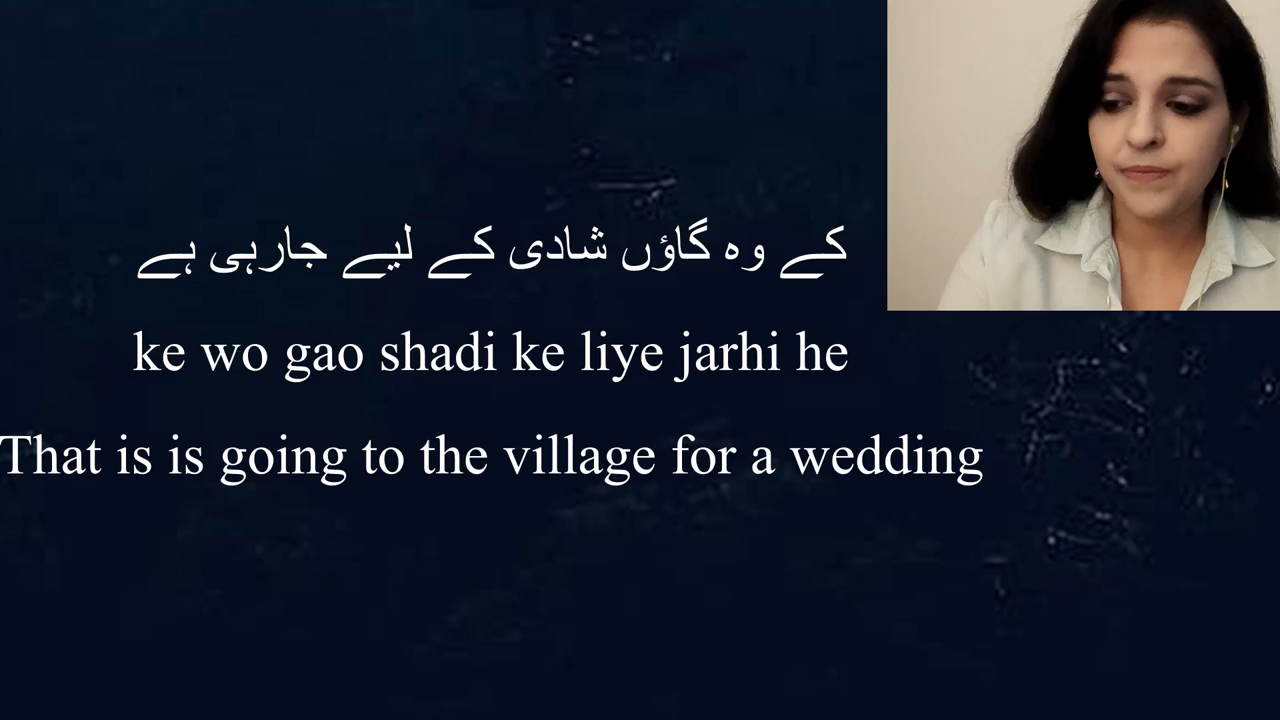 کے وہ گاؤں شادی کے لیے جارہی ہے
ke wo gao shadi ke liye jarhi he
That is is going to the village for a wedding